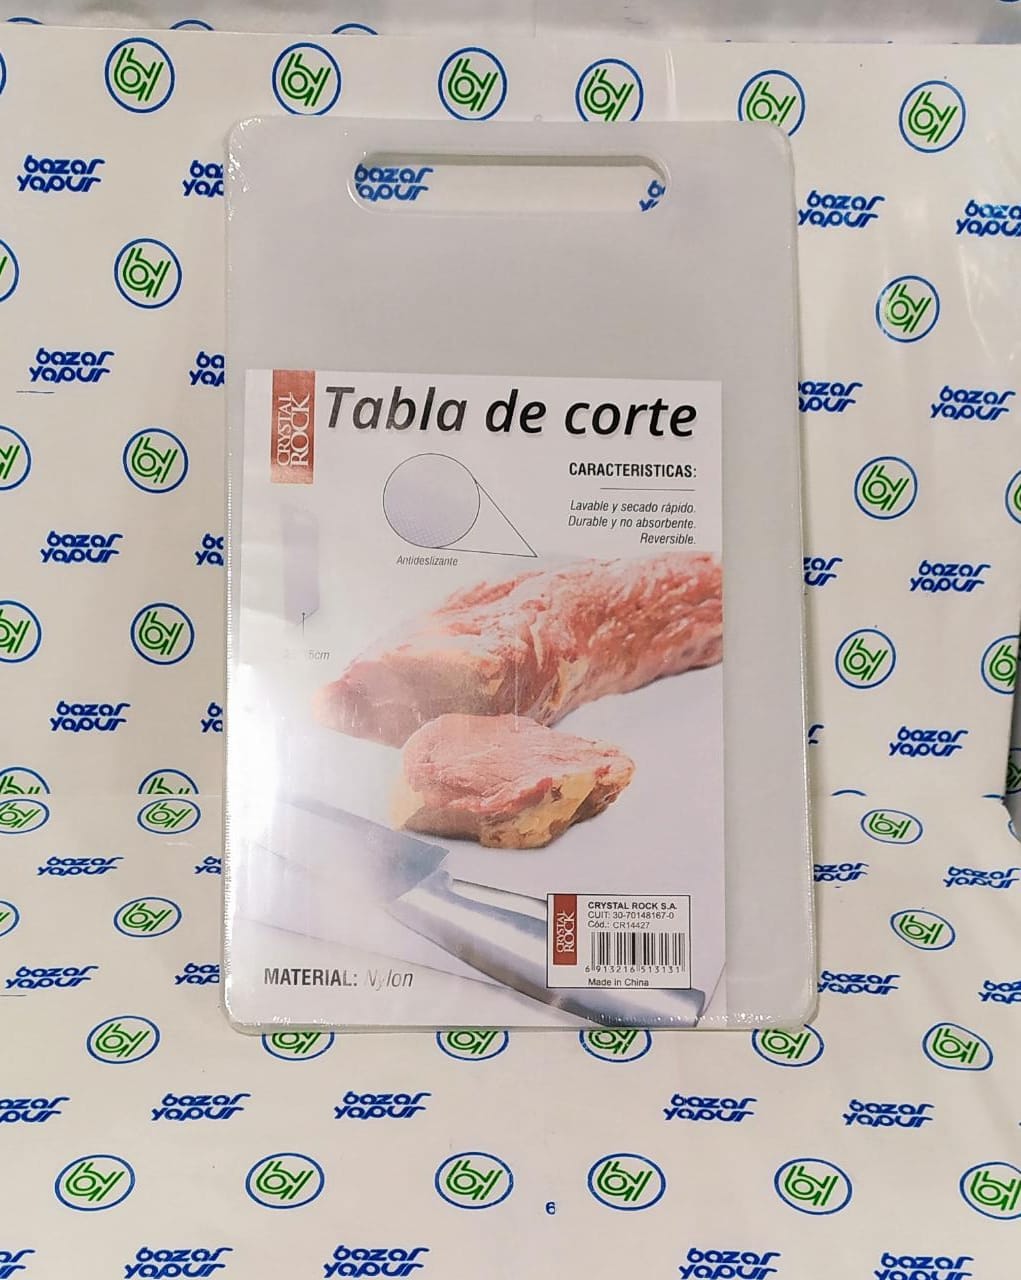 bazar
yapur
CRYSTAL
ROCK
Tabla de corte
CARACTERISTICAS:
Lavable y secado rápido.
Durable y no absorbente.
Reversible.
Antideslizante
MATERIAL: Nylon
CRYSTAL
ROCK
CRYSTAL ROCK S.A.
CUIT: 30-70148167-0
Cód.: CR14427
6 913216 513131
Made in China
6